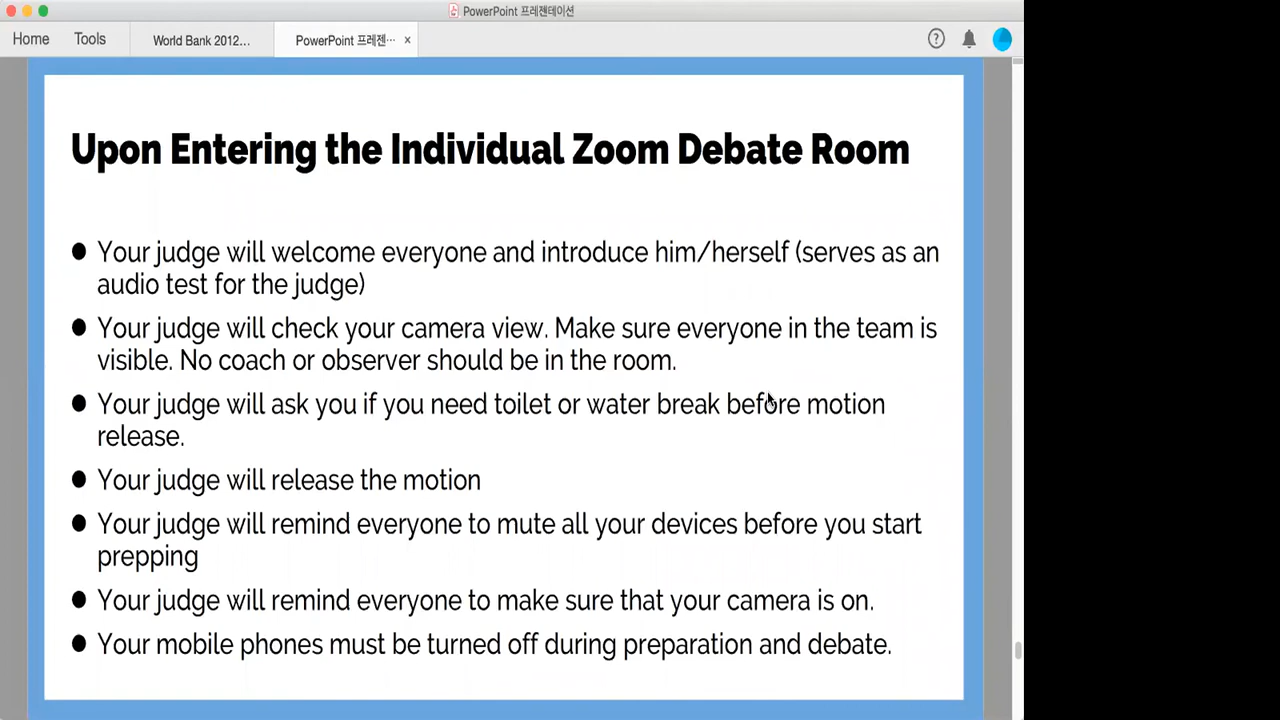 PowerPoint 프레젠테이션
Home Tools World Bank 2012... PowerPoint 프레젠··· × ?
Upon Entering the Individual Zoom Debate Room
● Your judge will welcome everyone and introduce him/herself (serves as an
audio test for the judge)
● Your judge will check your camera view. Make sure everyone in the team is
visible. No coach or observer should be in the room.
● Your judge will ask you if you need toilet or water break before motion
release.
● Your judge will release the motion
● Your judge will remind everyone to mute all your devices before you start
prepping
● Your judge will remind everyone to make sure that your camera is on.
● Your mobile phones must be turned off during preparation and debate.